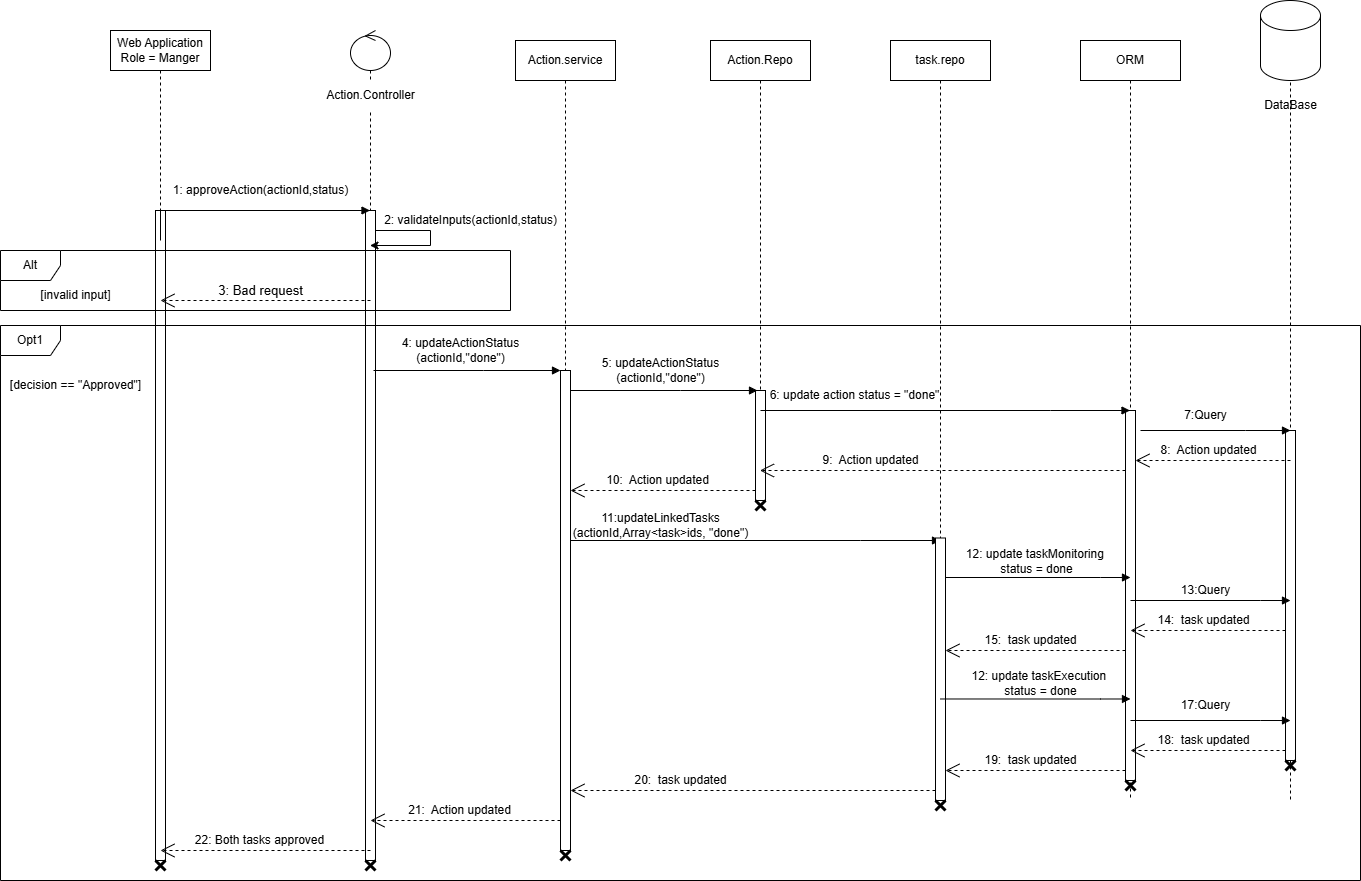 Web Application
Role = Manger
Action.Controller
Action.service
Action.Repo
task.repo
ORM
DataBase
1: approveAction(actionId,status)
2: validateInputs(actionId,status)
Alt
[invalid input]
3: Bad request
Opt1
[decision == "Approved"]
4: updateActionStatus
(actionId,"done")
5: updateActionStatus
(actionId,"done")
6: update action status = "done"
7:Query
8:  Action updated
9:  Action updated
10:  Action updated
11:updateLinkedTasks
(actionId,Array<task>ids, "done")
12: update taskMonitoring
status = done
13:Query
14:  task updated
15:  task updated
12: update taskExecution
status = done
17:Query
18:  task updated
19:  task updated
20:  task updated
21:  Action updated
22: Both tasks approved